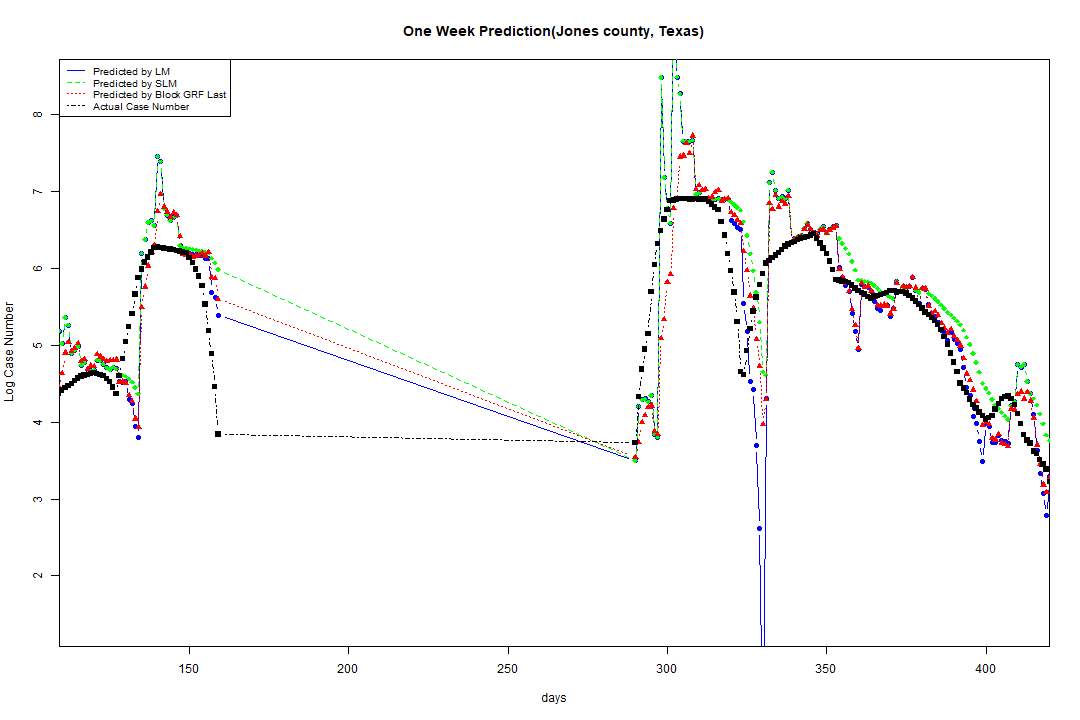 One Week Prediction(Jones county, Texas)
Predicted by LM
Predicted by SLM
Predicted by Block GRF Last
Actual Case Number
Log Case Number
8
7
6
5
4
3
2
150 200 250 300 350 400
days